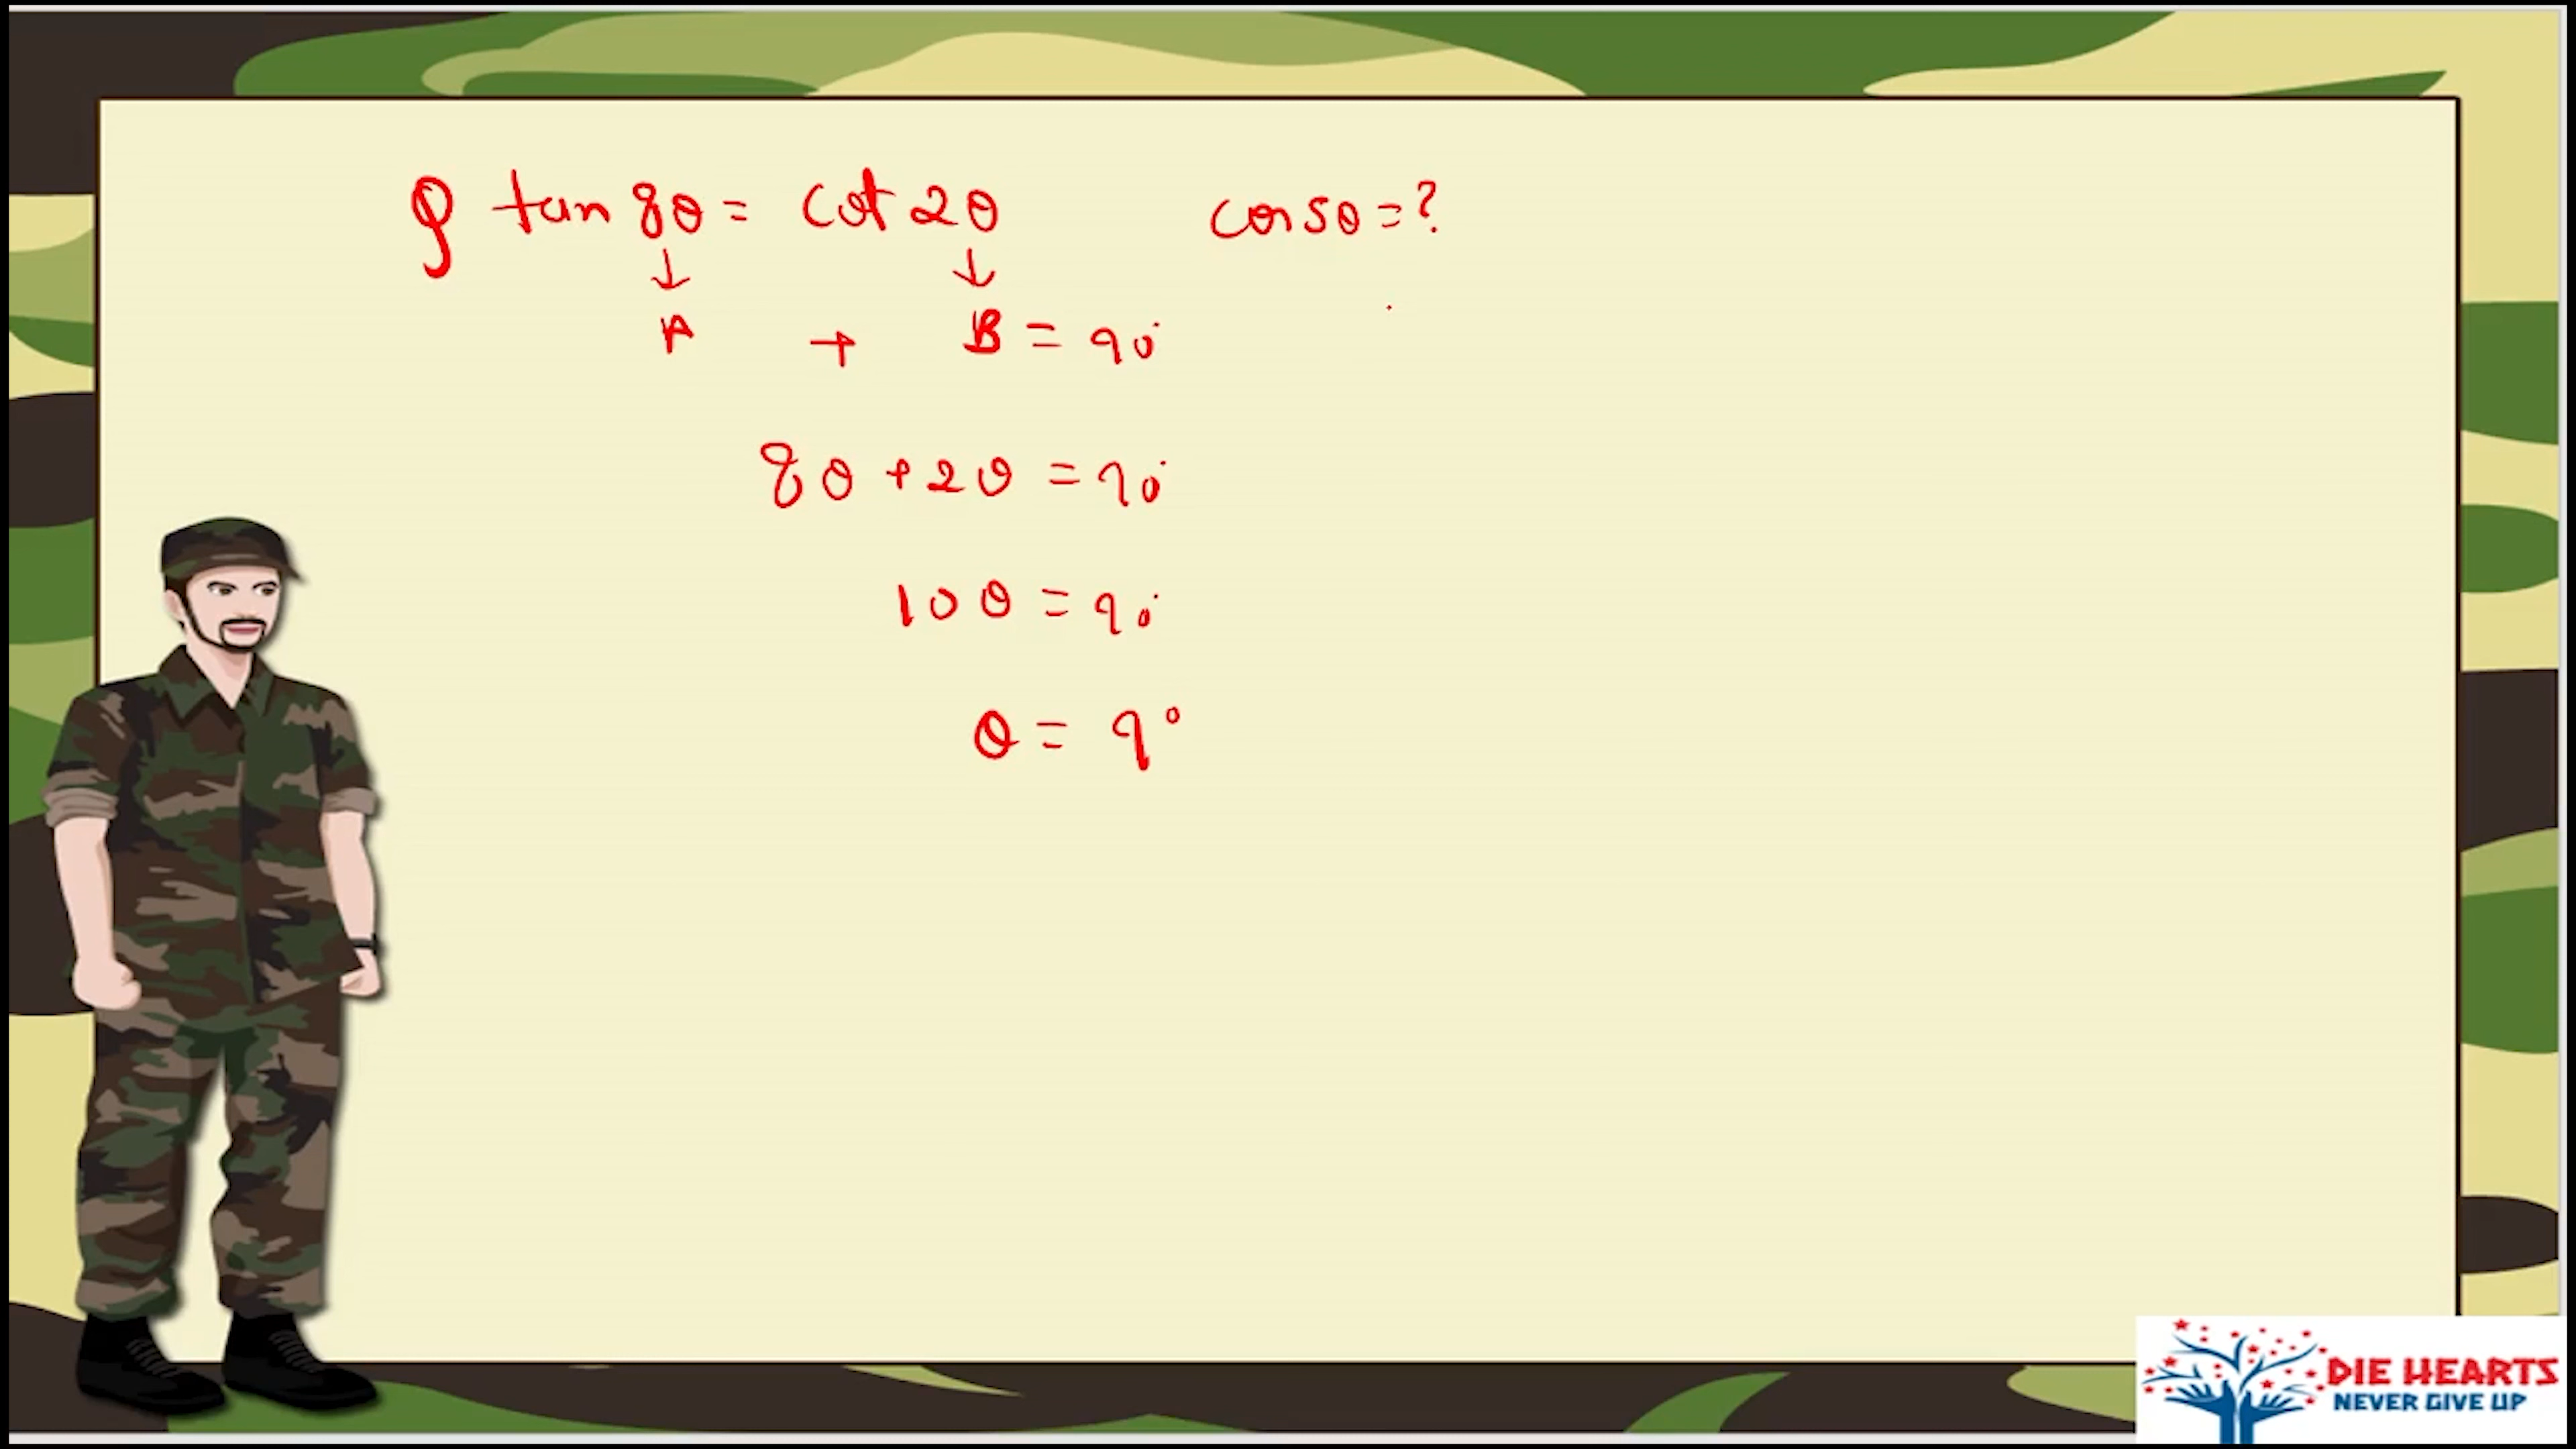 Q tan 8θ = cot 2θ cos 5θ = ?
↓ ↓
A + B = 90°
8θ + 2θ = 90°
10θ = 90°
θ = 9°
DIE HEARTS
NEVER GIVE UP